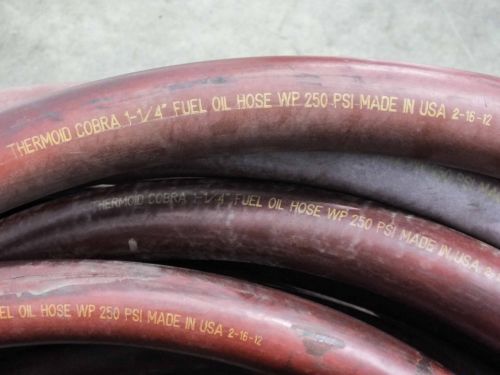 THERMOID COBRA 1-1/4" FUEL OIL HOSE WP 250 PSI MADE IN USA 2-16-12
THERMOID COBRA 1-1/4" FUEL OIL HOSE WP 250 PSI MADE IN USA 2
EL OIL HOSE WP 250 PSI MADE IN USA 2-16-12